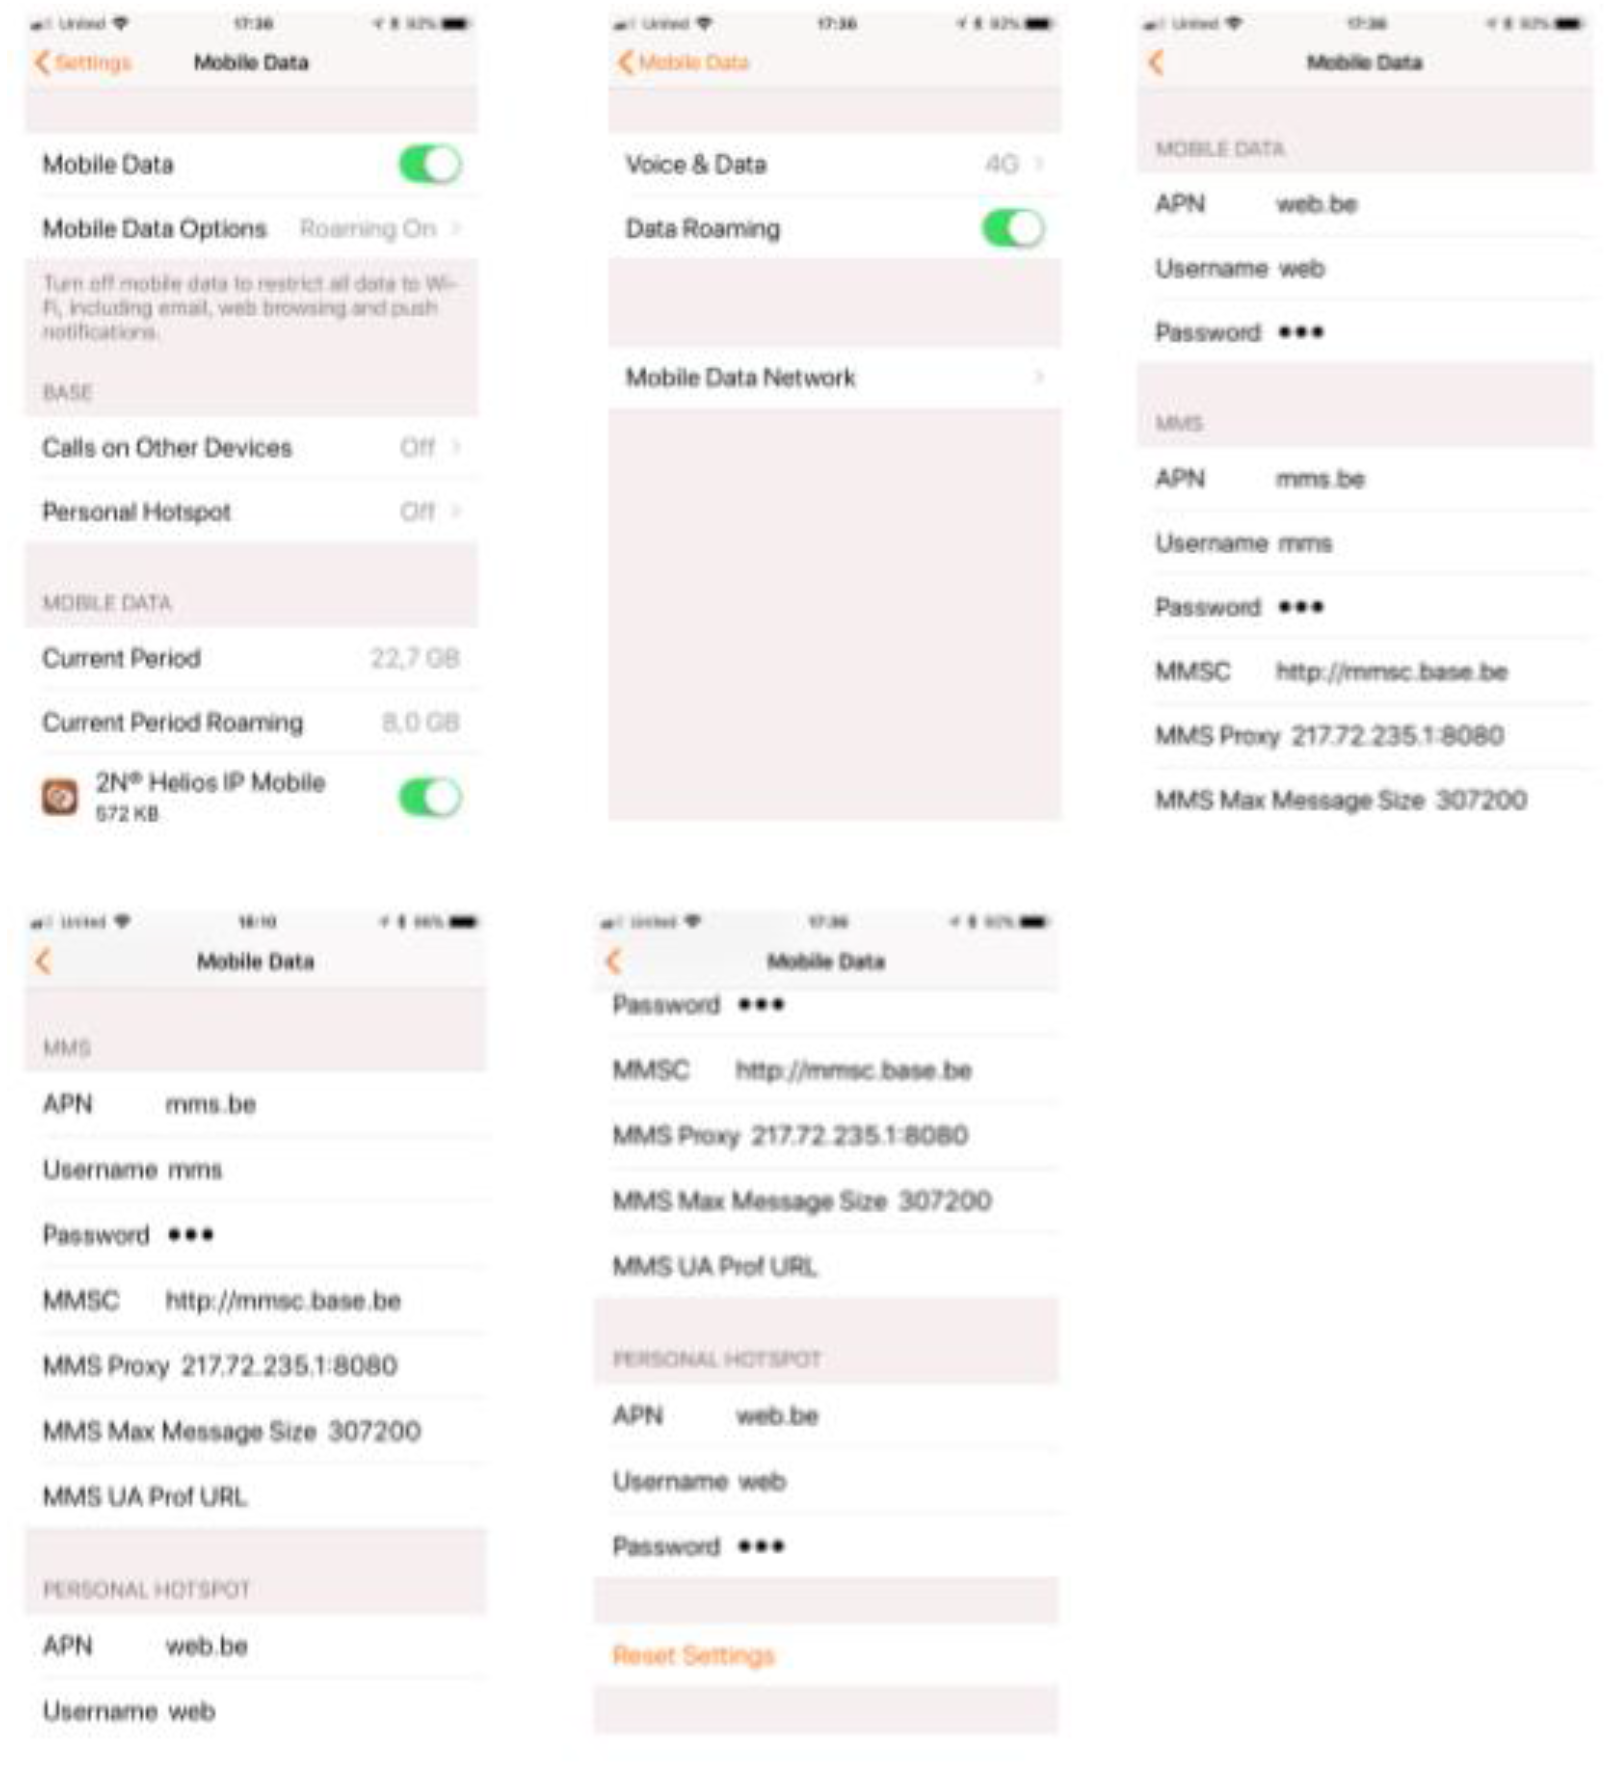 United 17:36 92%
Settings Mobile Data
Mobile Data
Mobile Data Options Roaming On
Turn off mobile data to restrict all data to Wi-
Fi, including email, web browsing and push
notifications.
BASE
Calls on Other Devices Off
Personal Hotspot Off
MOBILE DATA
Current Period 22,7 GB
Current Period Roaming 8,0 GB
2N® Helios IP Mobile
572 KB
United 17:36 92%
Mobile Data
Voice & Data 4G
Data Roaming
Mobile Data Network
United 17:36 92%
Mobile Data
MOBILE DATA
APN web.be
Username web
Password •••
MMS
APN mms.be
Username mms
Password •••
MMSC http://mmsc.base.be
MMS Proxy 217.72.235.1:8080
MMS Max Message Size 307200
United
Mobile Data
MMS
APN mms.be
Username mms
Password •••
MMSC http://mmsc.base.be
MMS Proxy 217.72.235.1:8080
MMS Max Message Size 307200
MMS UA Prof URL
PERSONAL HOTSPOT
APN web.be
Username web
United 17:36 92%
Mobile Data
Password •••
MMSC http://mmsc.base.be
MMS Proxy 217.72.235.1:8080
MMS Max Message Size 307200
MMS UA Prof URL
PERSONAL HOTSPOT
APN web.be
Username web
Password •••
Reset Settings